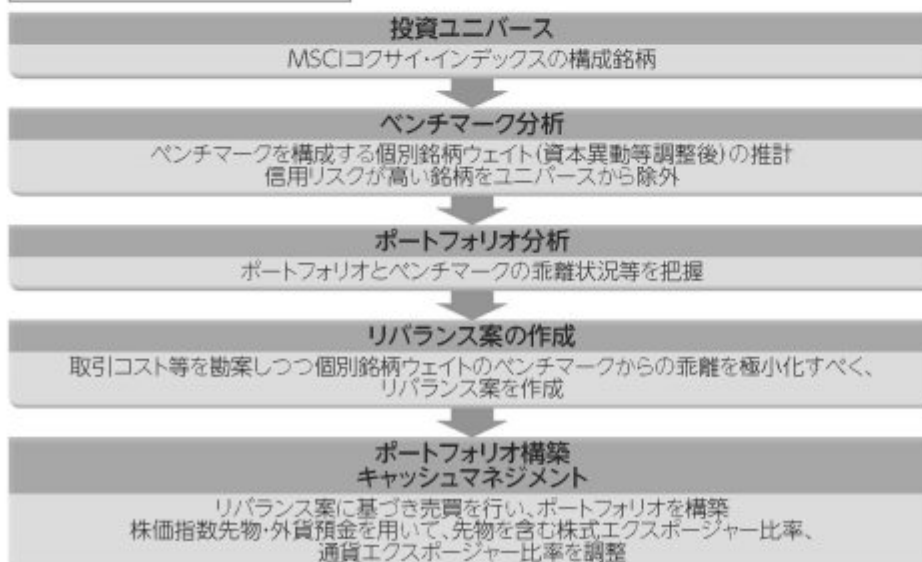 投資ユニバース
MSCIコクサイ・インデックスの構成銘柄
ベンチマーク分析
ベンチマークを構成する個別銘柄ウェイト(資本異動等調整後)の推計
信用リスクが高い銘柄をユニバースから除外
ポートフォリオ分析
ポートフォリオとベンチマークの乖離状況等を把握
リバランス案の作成
取引コスト等を勘案しつつ個別銘柄ウェイトのベンチマークからの乖離を極小化すべく、
リバランス案を作成
ポートフォリオ構築
キャッシュマネジメント
リバランス案に基づき売買を行い、ポートフォリオを構築
株価指数先物・外貨預金を用いて、先物を含む株式エクスポージャー比率、
通貨エクスポージャー比率を調整